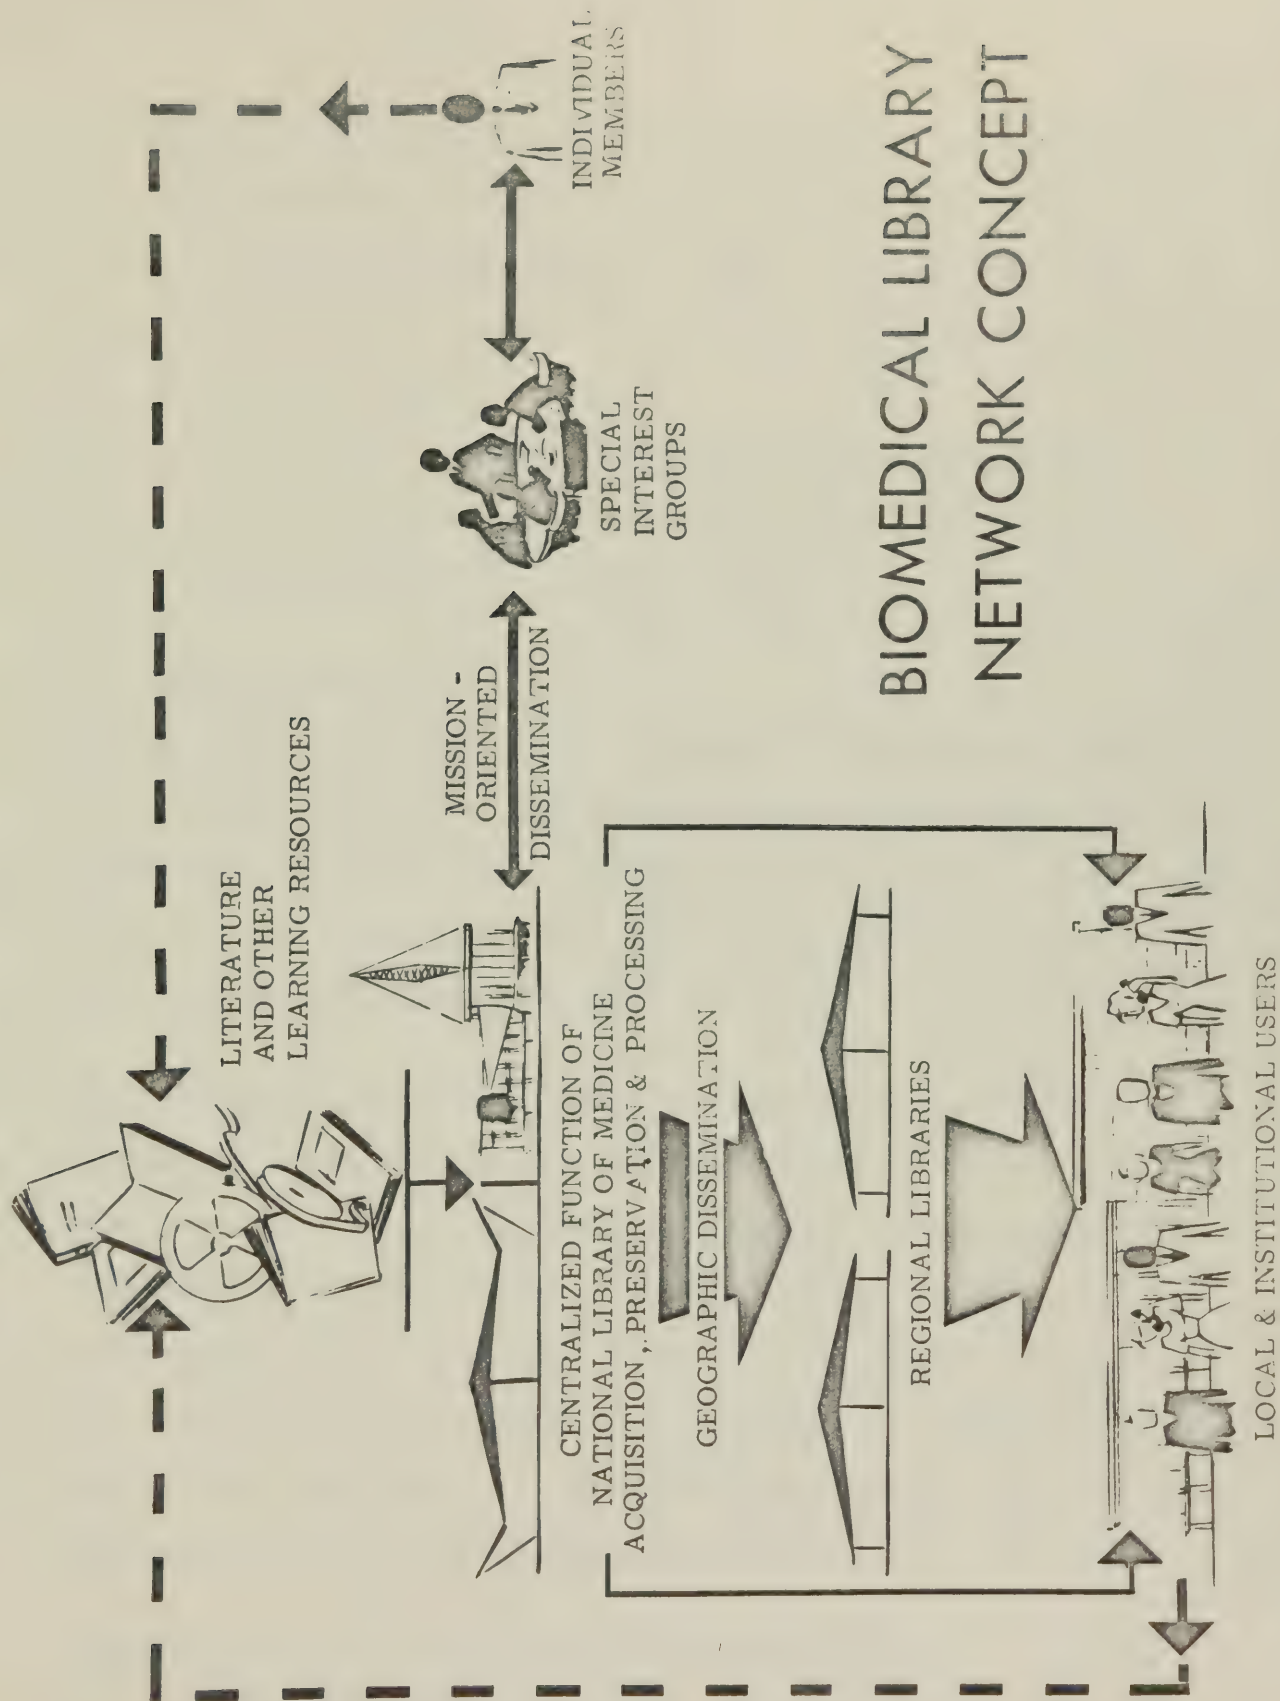 LITERATURE
AND OTHER
LEARNING RESOURCES
CENTRALIZED FUNCTION OF
NATIONAL LIBRARY OF MEDICINE
ACQUISITION, PRESERVATION & PROCESSING
MISSION -
ORIENTED
DISSEMINATION
SPECIAL
INTEREST
GROUPS
INDIVIDUAL
MEMBERS
GEOGRAPHIC DISSEMINATION
REGIONAL LIBRARIES
LOCAL & INSTITUTIONAL USERS
BIOMEDICAL LIBRARY
NETWORK CONCEPT